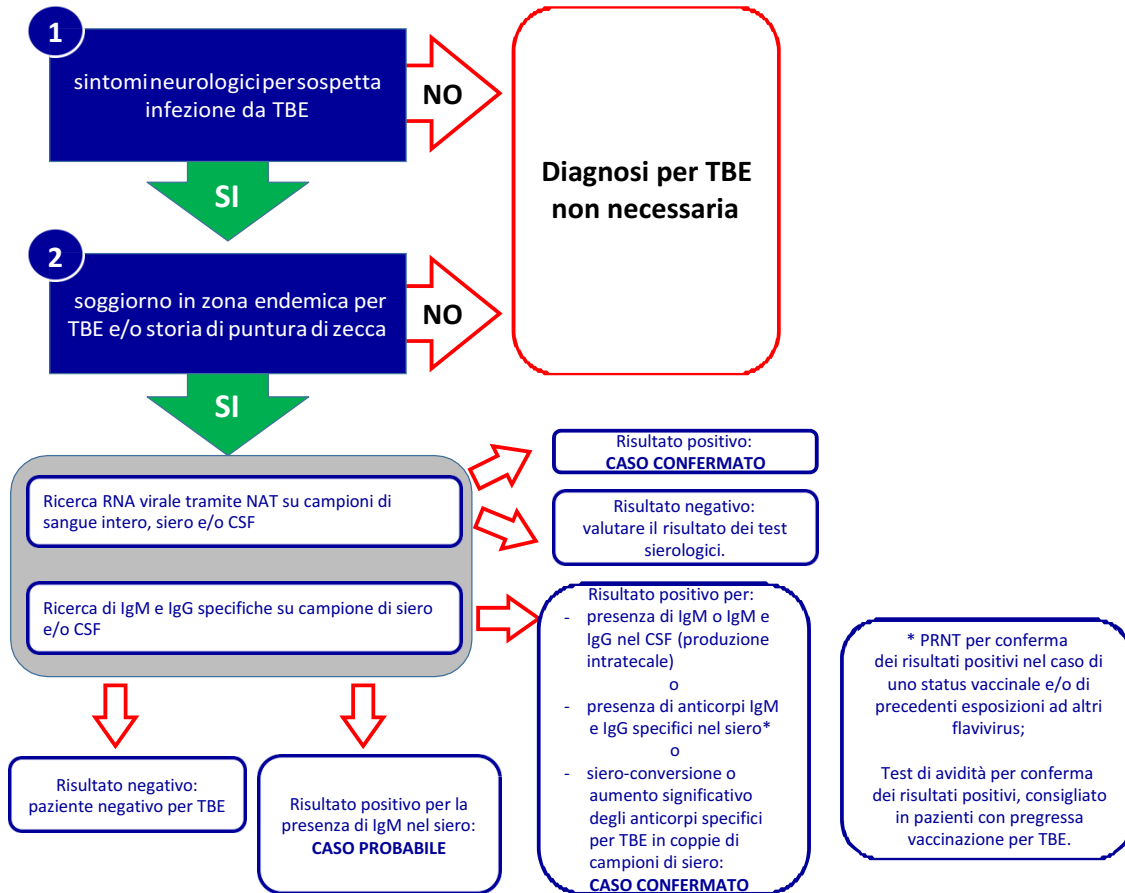 1
sintomi neurologici per sospetta
infezione da TBE
NO
SI
Diagnosi per TBE
non necessaria
2
soggiorno in zona endemica per
TBE e/o storia di puntura di zecca
NO
SI
Ricerca RNA virale tramite NAT su campioni di
sangue intero, siero e/o CSF
Risultato positivo:
CASO CONFERMATO
Risultato negativo:
valutare il risultato dei test
sierologici.
Ricerca di IgM e IgG specifiche su campione di siero
e/o CSF
Risultato positivo per:
- presenza di IgM o IgM e
IgG nel CSF (produzione
intratecale)
o
- presenza di anticorpi IgM
e IgG specifici nel siero*
o
- siero-conversione o
aumento significativo
degli anticorpi specifici
per TBE in coppie di
campioni di siero:
CASO CONFERMATO
* PRNT per conferma
dei risultati positivi nel caso di
uno status vaccinale e/o di
precedenti esposizioni ad altri
flavivirus;
Test di avidità per conferma
dei risultati positivi, consigliato
in pazienti con pregressa
vaccinazione per TBE.
Risultato negativo:
paziente negativo per TBE
Risultato positivo per la
presenza di IgM nel siero:
CASO PROBABILE